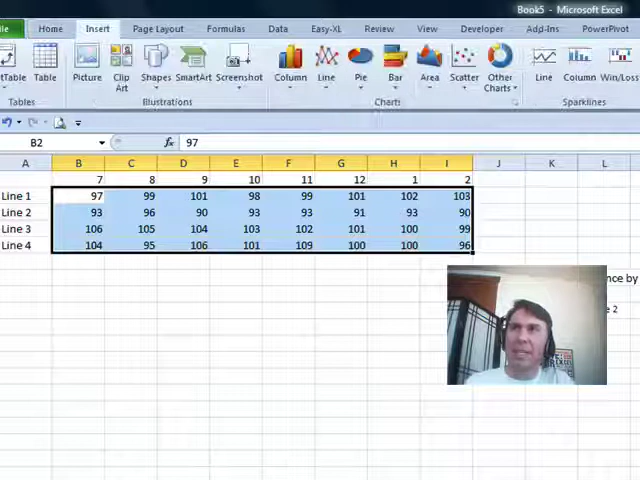 Book5 - Microsoft Excel
Home Insert Page Layout Formulas Data Easy-XL Review View Developer Add-Ins PowerPivot
Table Picture Clip Art Shapes SmartArt Screenshot Column Line Pie Bar Area Scatter Other Charts Line Column Win/Loss
Tables Illustrations Charts Sparklines
B2 fx 97
A B C D E F G H I J K L
7 8 9 10 11 12 1 2
Line 1 97 99 101 98 99 101 102 103
Line 2 93 96 90 93 93 91 93 90
Line 3 106 105 104 103 102 101 100 99
Line 4 104 95 106 101 109 100 100 96
by
2